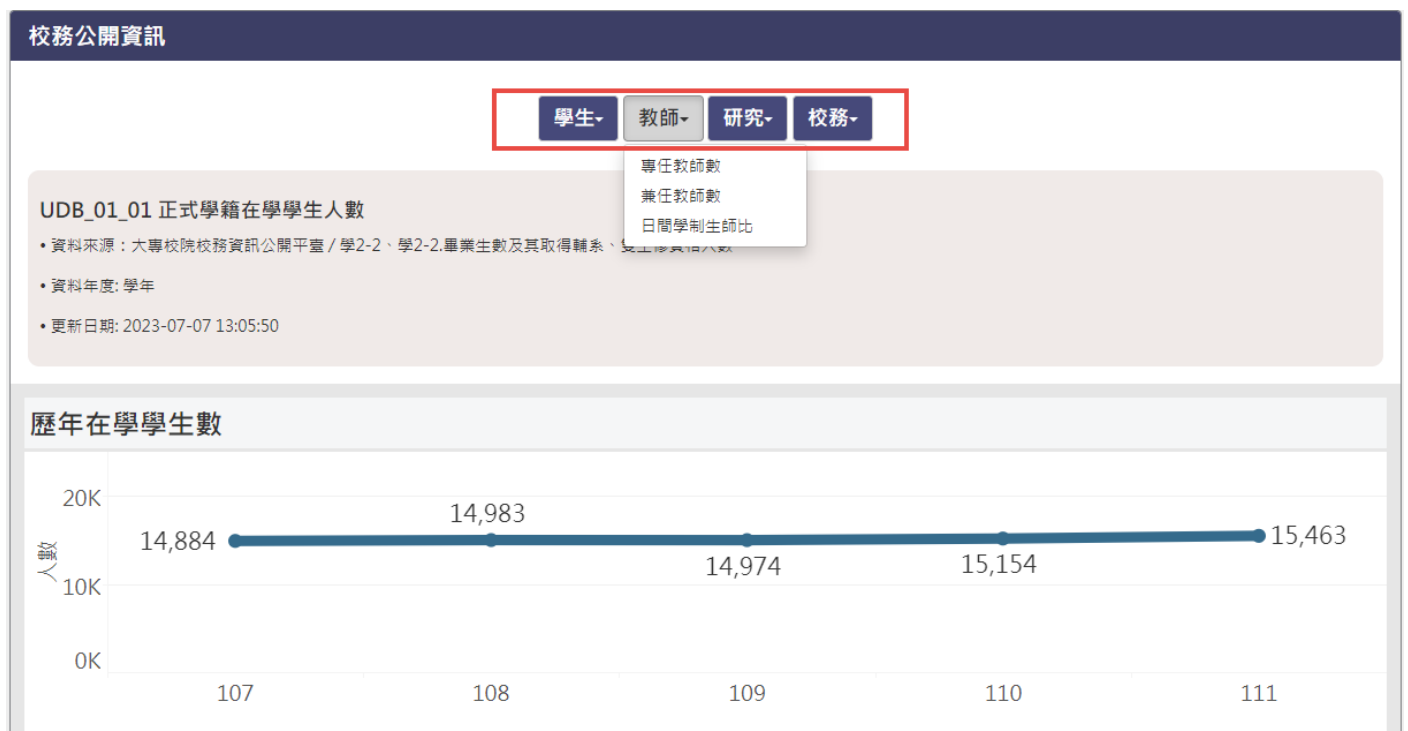 校務公開資訊
學生 教師 研究 校務
專任教師數
兼任教師數
日間學制生師比
UDB_01_01 正式學籍在學學生人數
• 資料來源：大專校院校務資訊公開平臺 / 學2-2、學2-2.畢業生數及其取得輔系、
• 資料年度: 學年
• 更新日期: 2023-07-07 13:05:50
歷年在學學生數
人數
20K
10K
0K
14,884
14,983
14,974
15,154
15,463
107 108 109 110 111